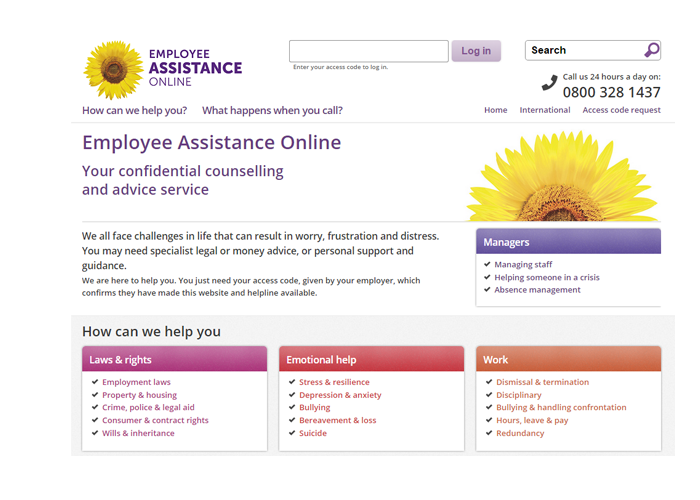 EMPLOYEE
ASSISTANCE
ONLINE
Log in
Enter your access code to log in.
Search
Call us 24 hours a day on:
0800 328 1437
How can we help you? What happens when you call?
Home International Access code request
Employee Assistance Online
Your confidential counselling
and advice service
We all face challenges in life that can result in worry, frustration and distress.
You may need specialist legal or money advice, or personal support and
guidance.
We are here to help you. You just need your access code, given by your employer, which
confirms they have made this website and helpline available.
Managers
Managing staff
Helping someone in a crisis
Absence management
How can we help you
Laws & rights
Employment laws
Property & housing
Crime, police & legal aid
Consumer & contract rights
Wills & inheritance
Emotional help
Stress & resilience
Depression & anxiety
Bullying
Bereavement & loss
Suicide
Work
Dismissal & termination
Disciplinary
Bullying & handling confrontation
Hours, leave & pay
Redundancy